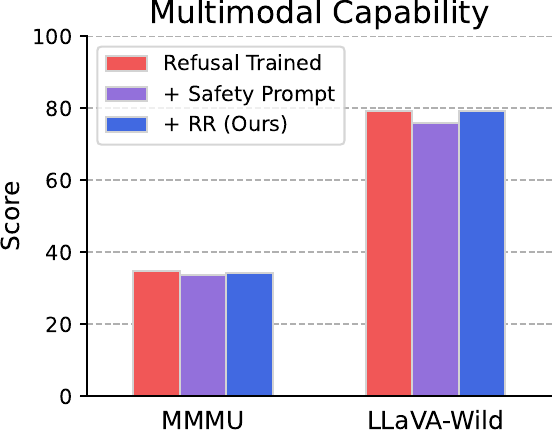 Multimodal Capability
100
80
60
40
20
0
Score
Refusal Trained
+ Safety Prompt
+ RR (Ours)
MMMU
LLaVA-Wild